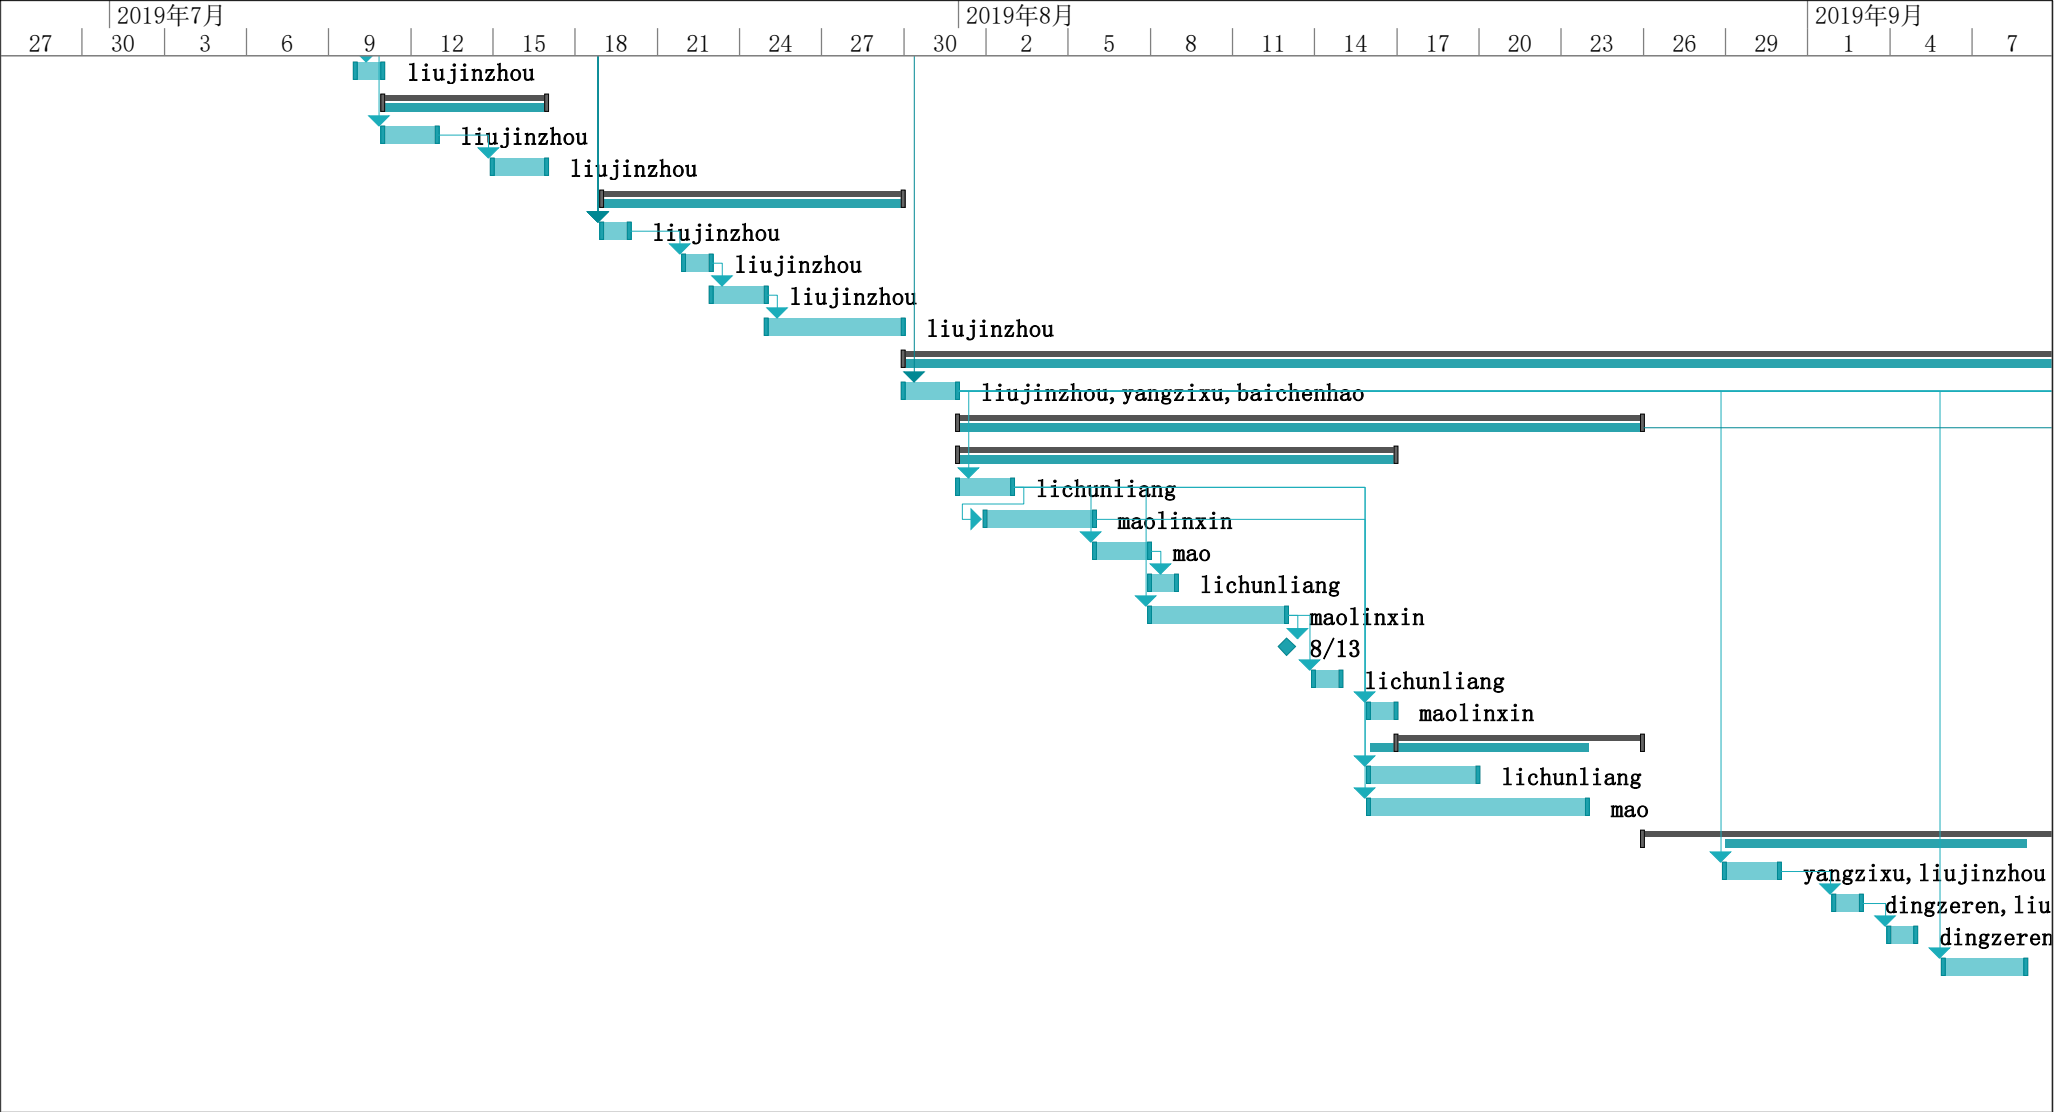 2019年7月 2019年8月 2019年9月
27 30 3 6 9 12 15 18 21 24 27 30 2 5 8 11 14 17 20 23 26 29 1 4 7
liujinzhou
liujinzhou
liujinzhou
liujinzhou
liujinzhou
liujinzhou
liujinzhou
liujinzhou,yangzixu,baichenhao
lichunliang
maolinxin
mao
lichunliang
maolinxin
8/13
lichunliang
maolinxin
lichunliang
mao
yangzixu,liujinzhou
dingzeren,liu
dingzeren